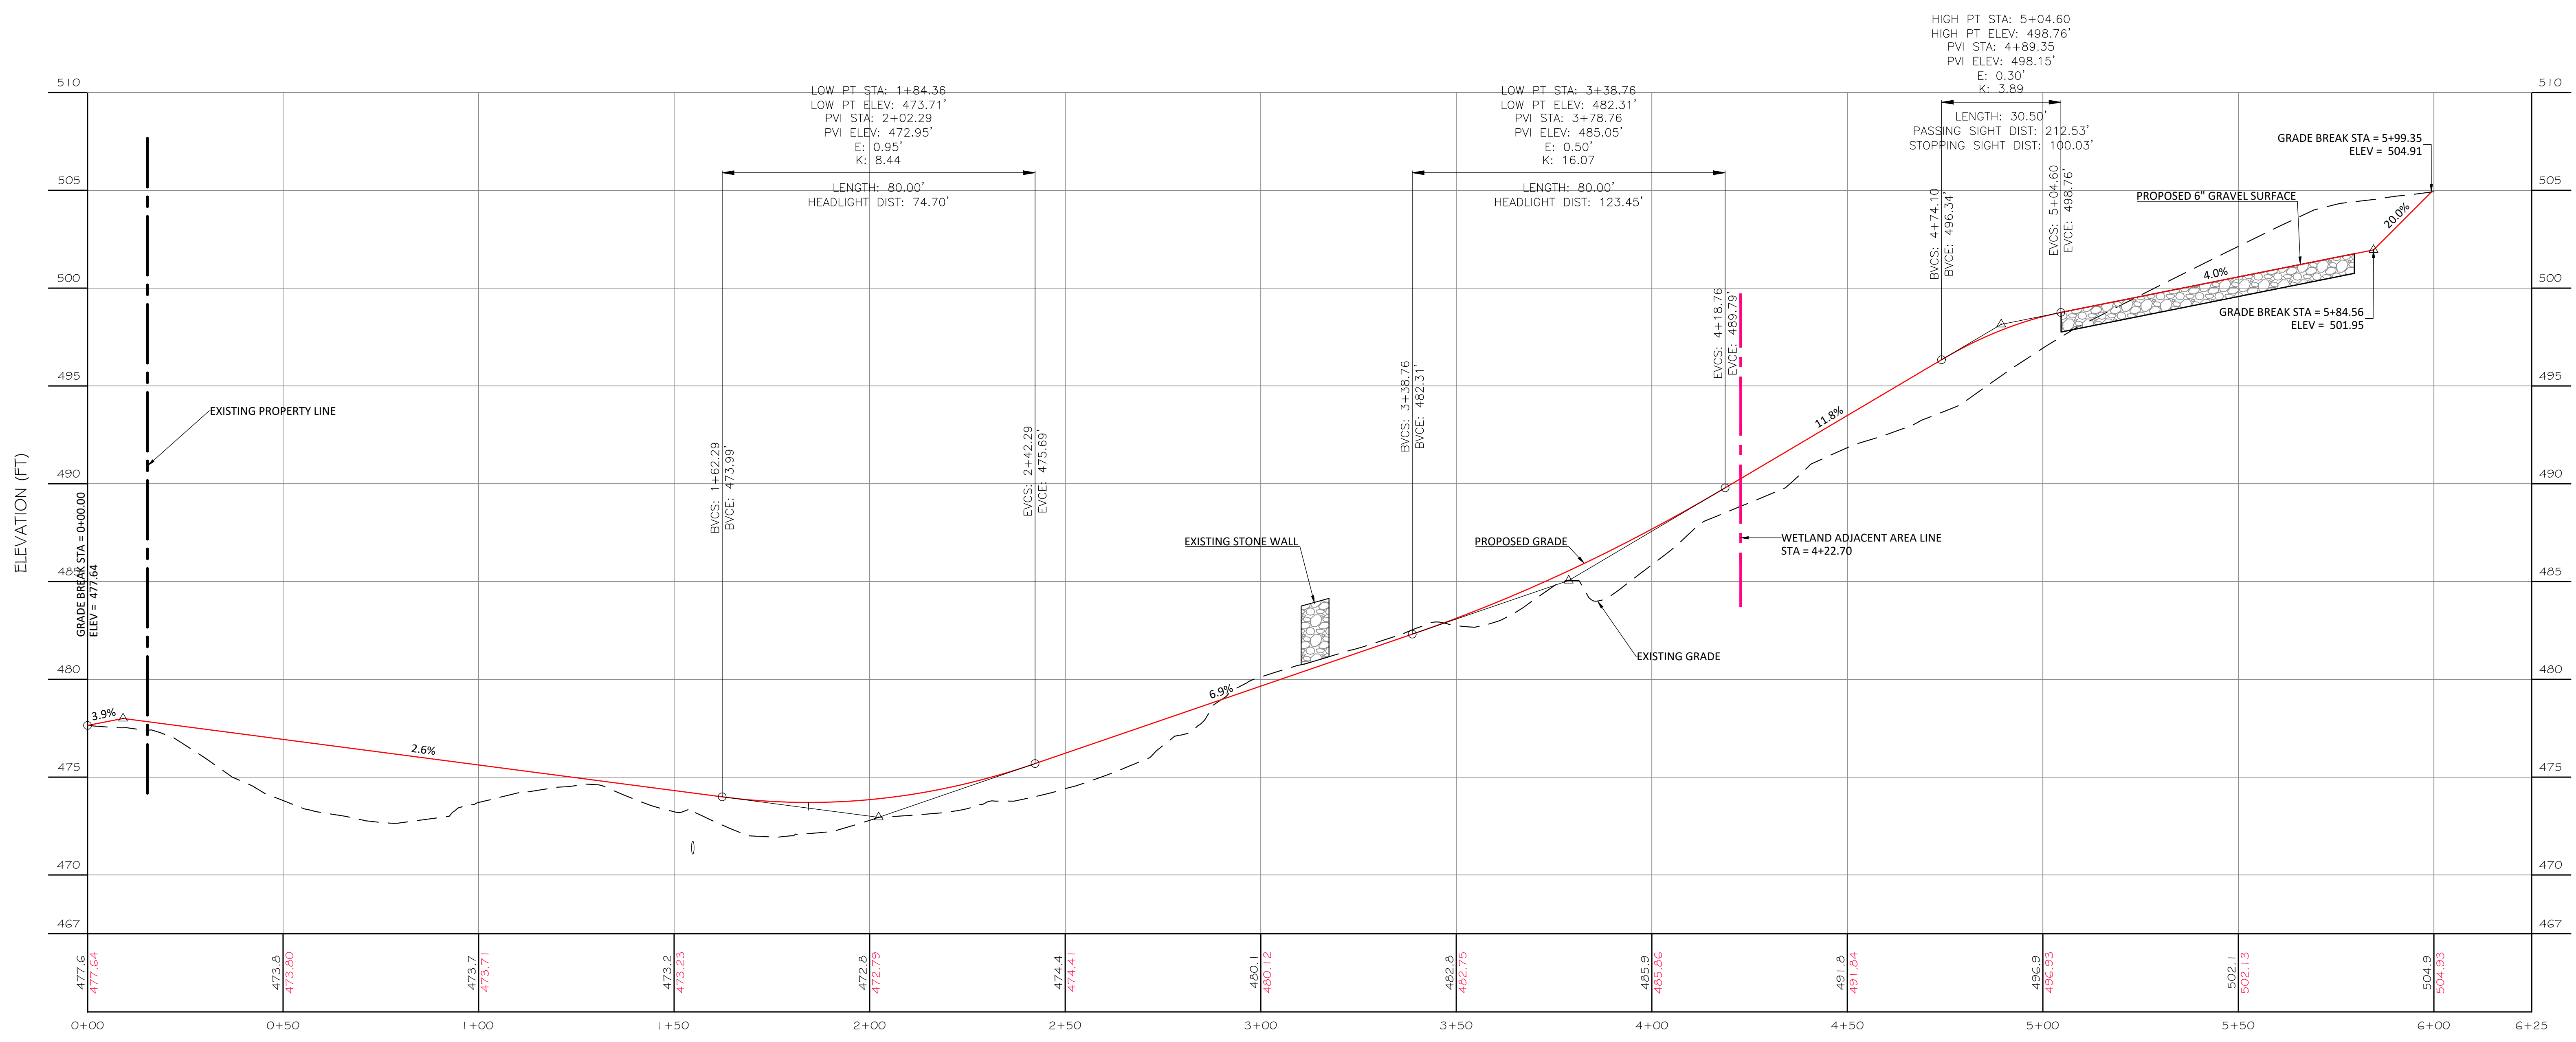 HIGH PT STA: 5+04.60
HIGH PT ELEV: 498.76'
PVI STA: 4+89.35
PVI ELEV: 498.15'
E: 0.30'
K: 3.89
LENGTH: 30.50'
PASSING SIGHT DIST: 212.53'
STOPPING SIGHT DIST: 100.03'
LOW PT STA: 1+84.36
LOW PT ELEV: 473.71'
PVI STA: 2+02.29
PVI ELEV: 472.95'
E: 0.95'
K: 8.44
LENGTH: 80.00'
HEADLIGHT DIST: 74.70'
LOW PT STA: 3+38.76
LOW PT ELEV: 482.31'
PVI STA: 3+78.76
PVI ELEV: 485.05'
E: 0.50'
K: 16.07
LENGTH: 80.00'
HEADLIGHT DIST: 123.45'
GRADE BREAK STA = 5+99.35
ELEV = 504.91
PROPOSED 6" GRAVEL SURFACE
20.0%
4.0%
GRADE BREAK STA = 5+84.56
ELEV = 501.95
BVCS: 4+74.10
BVCE: 496.34'
EVCS: 5+04.60
EVCE: 498.76'
EVCS: 4+18.76
EVCE: 489.79'
BVCS: 3+38.76
BVCE: 482.31'
EVCS: 2+42.29
EVCE: 475.69'
BVCS: 1+62.29
BVCE: 473.99'
EXISTING PROPERTY LINE
11.8%
WETLAND ADJACENT AREA LINE
STA = 4+22.70
EXISTING STONE WALL
PROPOSED GRADE
EXISTING GRADE
6.9%
GRADE BREAK STA = 0+00.00
ELEV = 477.64
3.9%
2.6%
ELEVATION (FT)
510
505
500
495
490
485
480
475
470
467
510
505
500
495
490
485
480
475
470
467
477.6
477.64
473.8
473.80
473.7
473.71
473.2
473.23
472.8
472.79
474.4
474.41
480.1
480.12
482.8
482.75
485.9
485.86
491.8
491.84
496.9
496.93
502.1
502.13
504.9
504.93
0+00
0+50
1+00
1+50
2+00
2+50
3+00
3+50
4+00
4+50
5+00
5+50
6+00
6+25